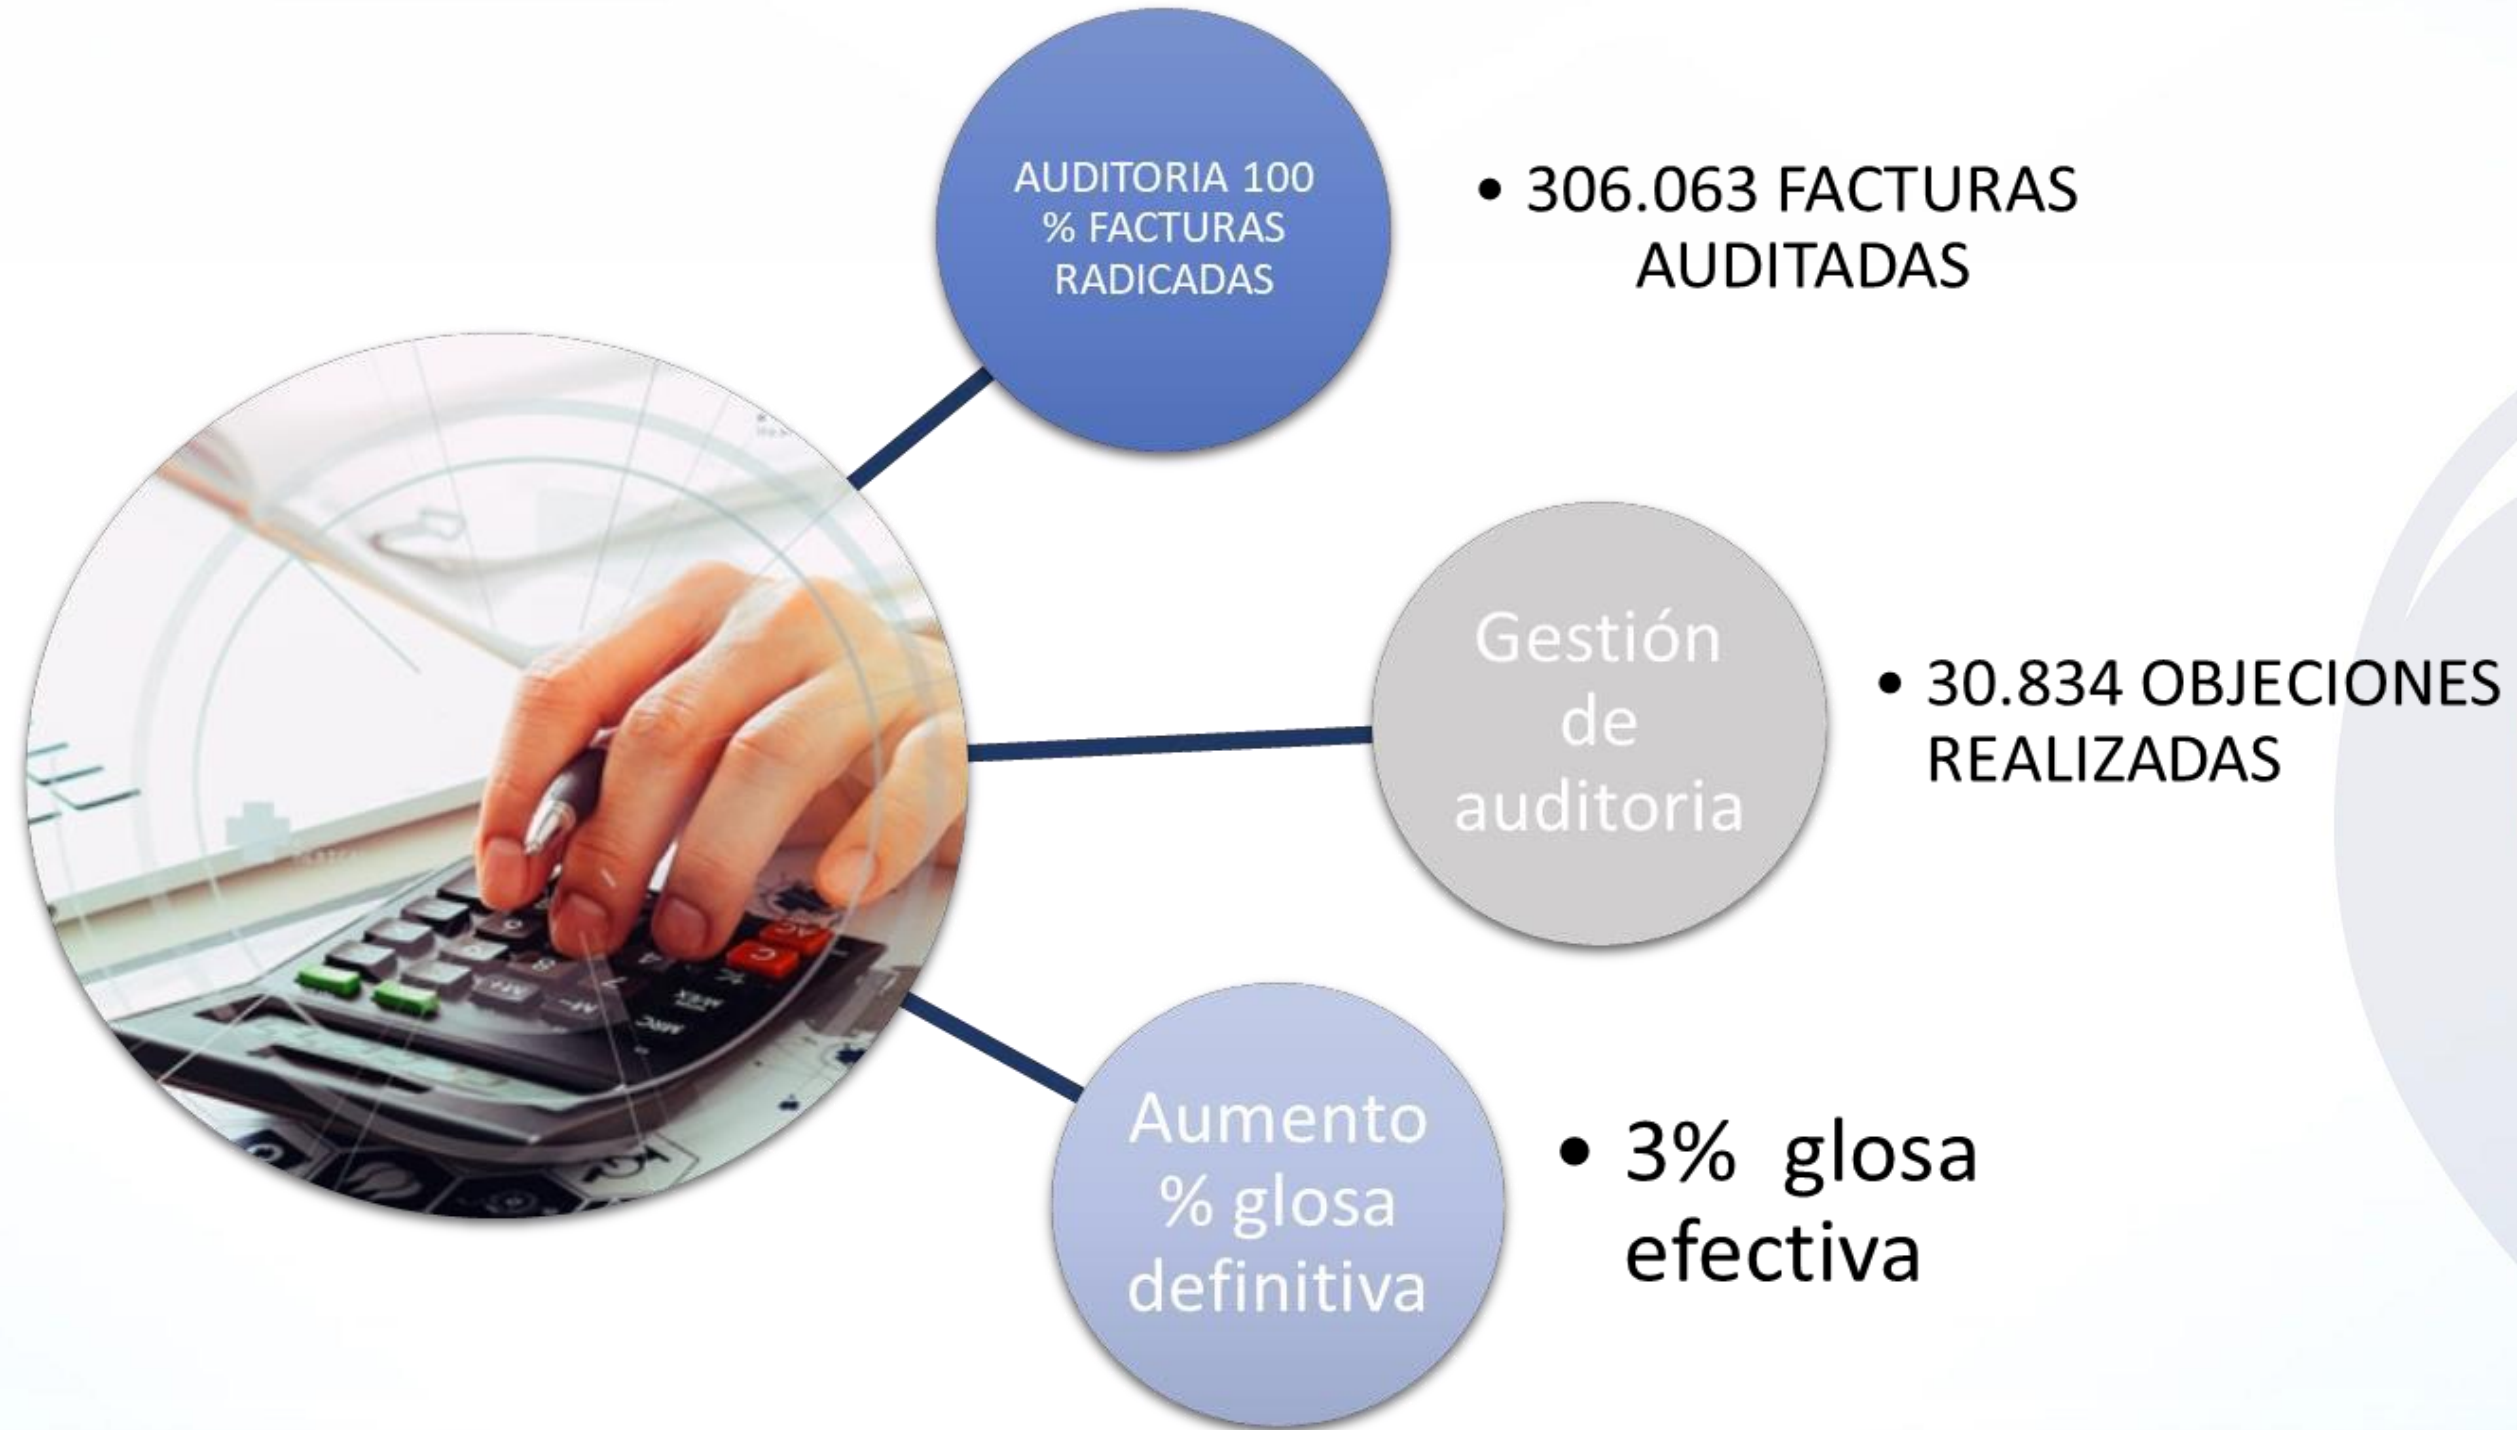 AUDITORIA 100
% FACTURAS
RADICADAS
• 306.063 FACTURAS
AUDITADAS
Gestión
de
auditoria
• 30.834 OBJECIONES
REALIZADAS
Aumento
% glosa
definitiva
• 3% glosa
efectiva